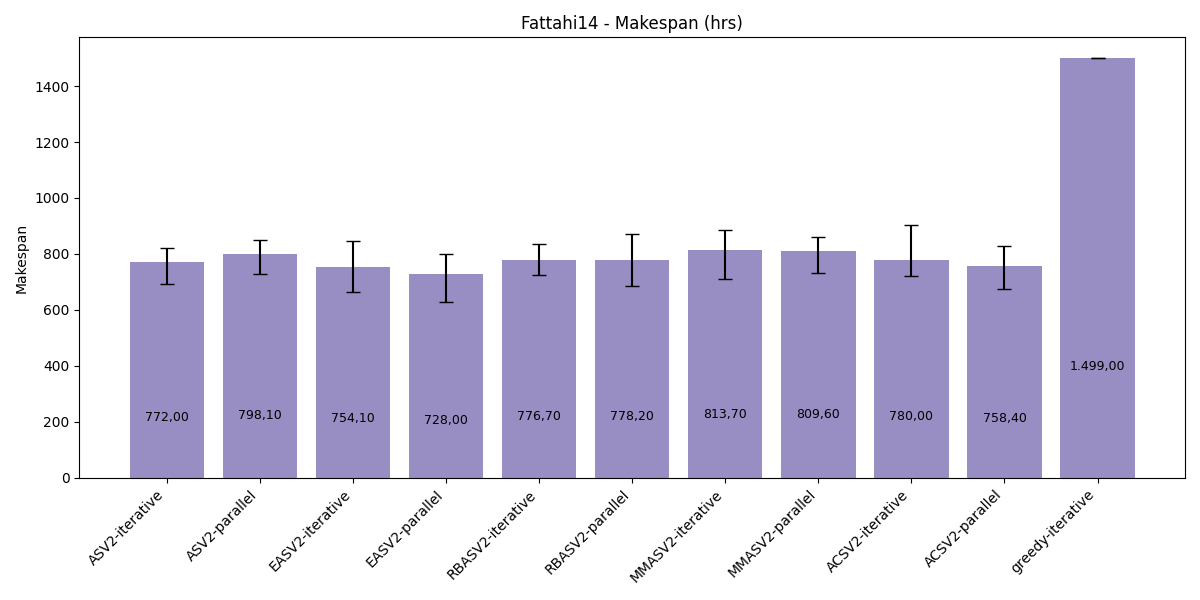 Fattahi14 - Makespan (hrs)
Makespan
1400
1200
1000
800
600
400
200
0
772,00
798,10
754,10
728,00
776,70
778,20
813,70
809,60
780,00
758,40
1.499,00
ASV2-iterative
ASV2-parallel
EASV2-iterative
EASV2-parallel
RBASV2-iterative
RBASV2-parallel
MMASV2-iterative
MMASV2-parallel
ACSV2-iterative
ACSV2-parallel
greedy-iterative